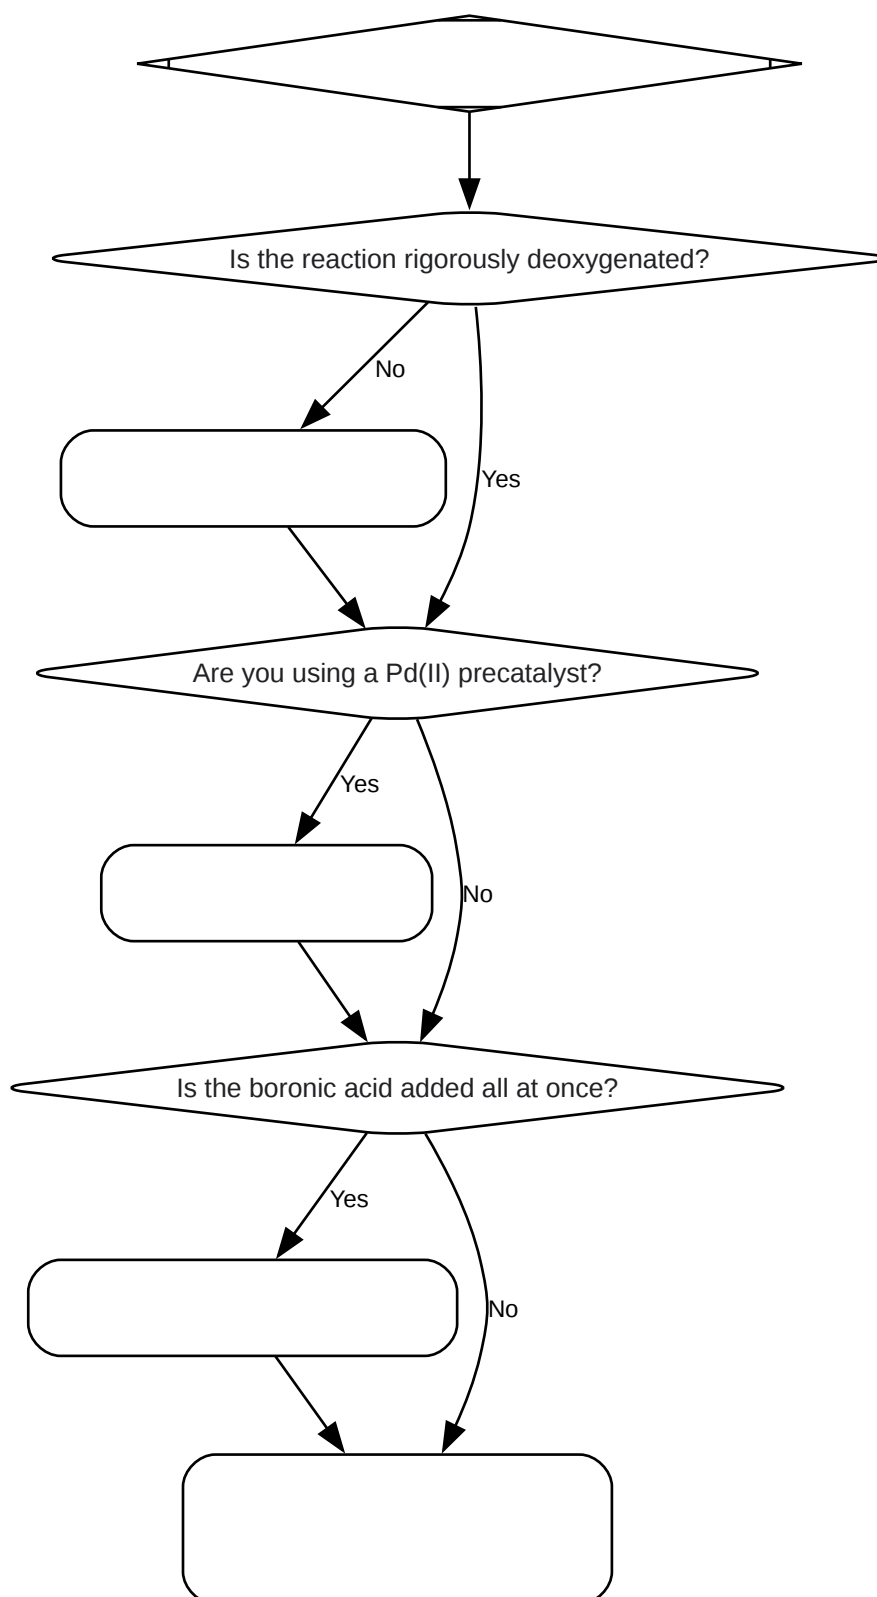 Is the reaction rigorously deoxygenated?
No
Yes
Are you using a Pd(II) precatalyst?
Yes
No
Is the boronic acid added all at once?
Yes
No